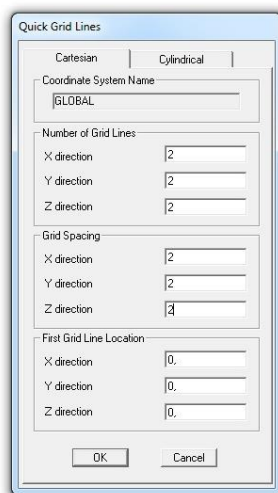 Quick Grid Lines
Cartesian Cylindrical
Coordinate System Name
GLOBAL
Number of Grid Lines
X direction 2
Y direction 2
Z direction 2
Grid Spacing
X direction 2
Y direction 2
Z direction 2
First Grid Line Location
X direction 0,
Y direction 0,
Z direction 0,
OK Cancel